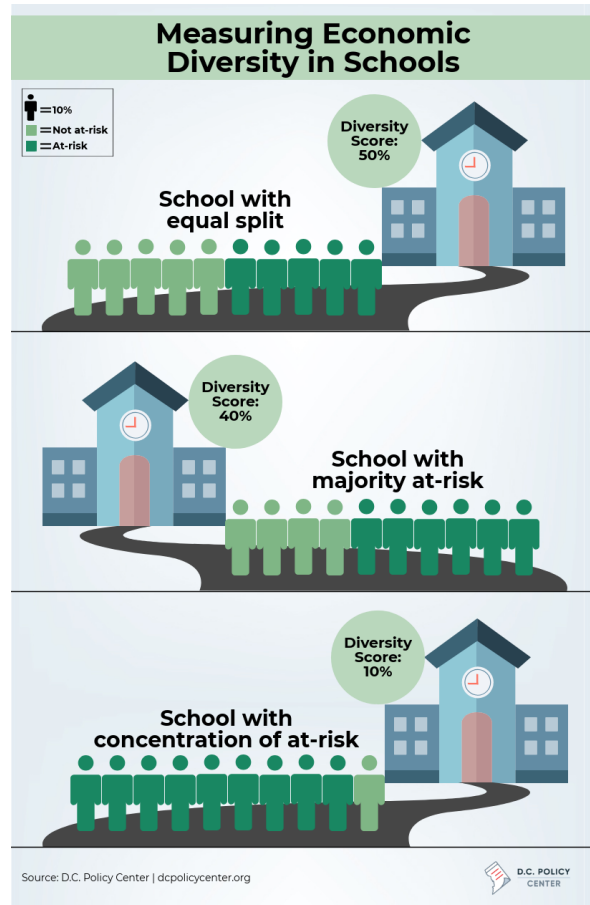 Measuring Economic
Diversity in Schools
=10%
=Not at-risk
=At-risk
Diversity
Score:
50%
School with
equal split
Diversity
Score:
40%
School with
majority at-risk
Diversity
Score:
10%
School with
concentration of at-risk
Source: D.C. Policy Center | dcpolicycenter.org
D.C. POLICY
CENTER